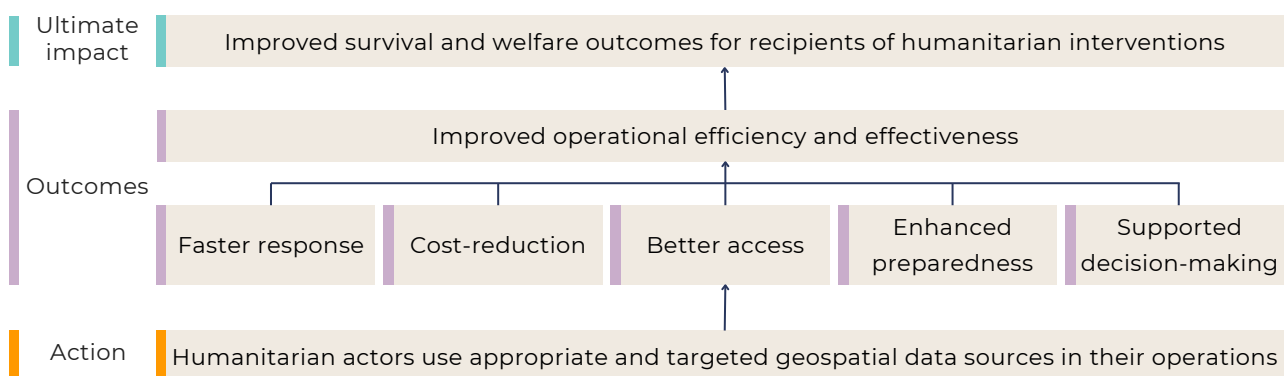 Ultimate
impact
Improved survival and welfare outcomes for recipients of humanitarian interventions
Improved operational efficiency and effectiveness
Outcomes
Faster response
Cost-reduction
Better access
Enhanced
preparedness
Supported
decision-making
Action
Humanitarian actors use appropriate and targeted geospatial data sources in their operations